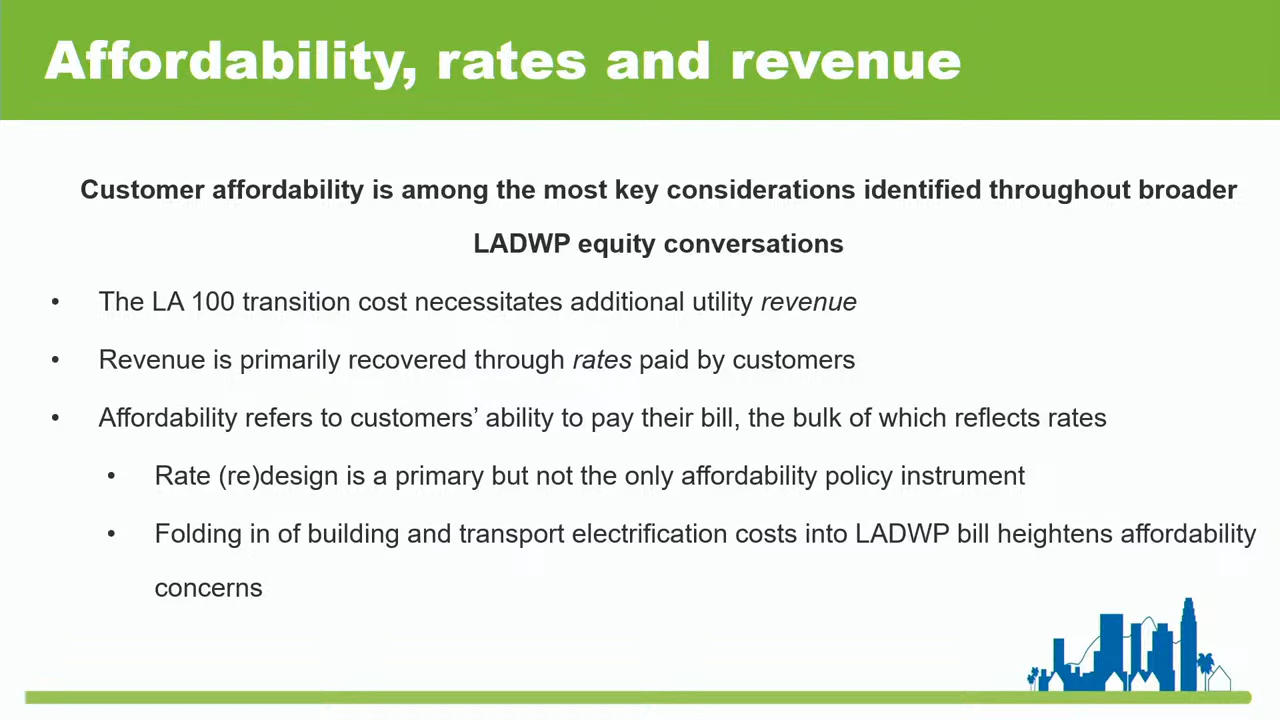 Affordability, rates and revenue
Customer affordability is among the most key considerations identified throughout broader
LADWP equity conversations
• The LA 100 transition cost necessitates additional utility revenue
• Revenue is primarily recovered through rates paid by customers
• Affordability refers to customers’ ability to pay their bill, the bulk of which reflects rates
• Rate (re)design is a primary but not the only affordability policy instrument
• Folding in of building and transport electrification costs into LADWP bill heightens affordability
concerns